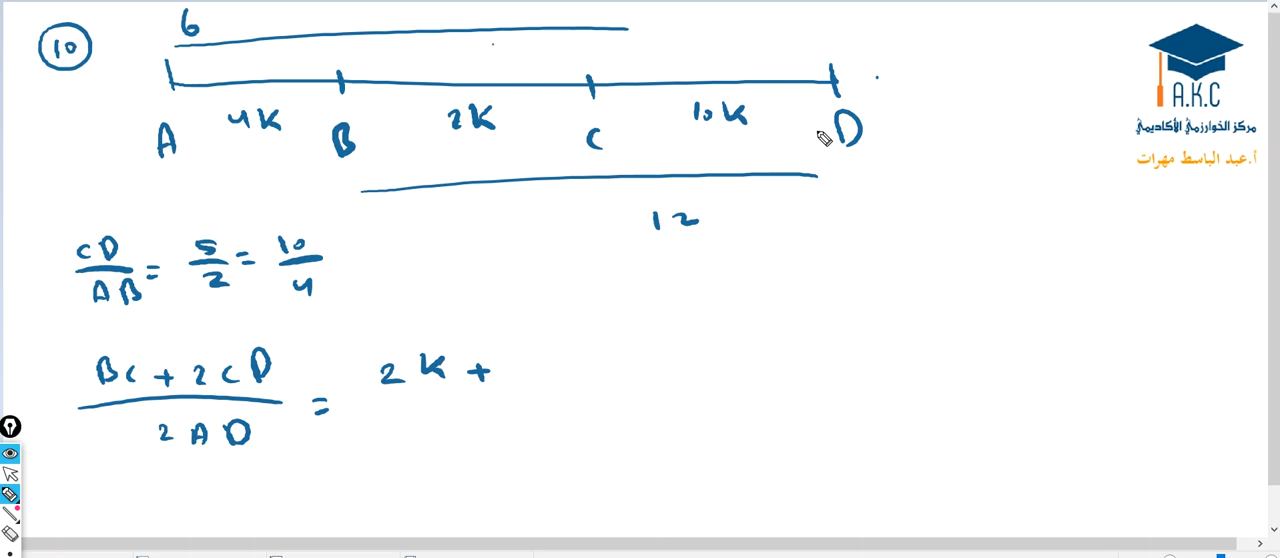 10
6
4K 2K 10K
A B C D
12
CD/AB = 5/2 = 10/4
BC + 2CD / 2AD = 2K +
A.K.C
مركز الخوارزمي الأكاديمي
أ.عبد الباسط مهرات